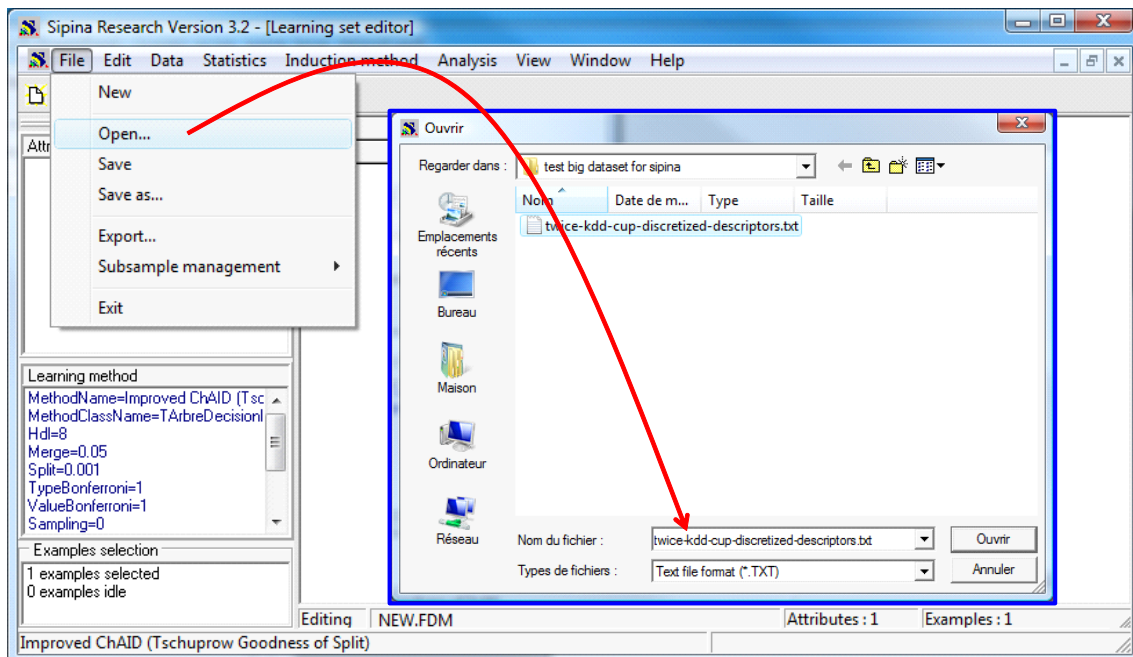 Sipina Research Version 3.2 - [Learning set editor]
File Edit Data Statistics Induction method Analysis View Window Help
New
Open...
Save
Save as...
Export...
Subsample management
Exit
Attr
Learning method
MethodName=Improved ChAID (Tsc
MethodClassName=TArbreDecisionI
Hdl=8
Merge=0.05
Split=0.001
TypeBonferroni=1
ValueBonferroni=1
Sampling=0
Examples selection
1 examples selected
0 examples idle
Ouvrir
Regarder dans : test big dataset for sipina
Nom Date de m... Type Taille
twice-kdd-cup-discretized-descriptors.txt
Emplacements récents
Bureau
Maison
Ordinateur
Réseau
Nom du fichier : twice-kdd-cup-discretized-descriptors.txt Ouvrir
Types de fichiers : Text file format (*.TXT) Annuler
Editing NEW.FDM Attributes : 1 Examples : 1
Improved ChAID (Tschuprow Goodness of Split)